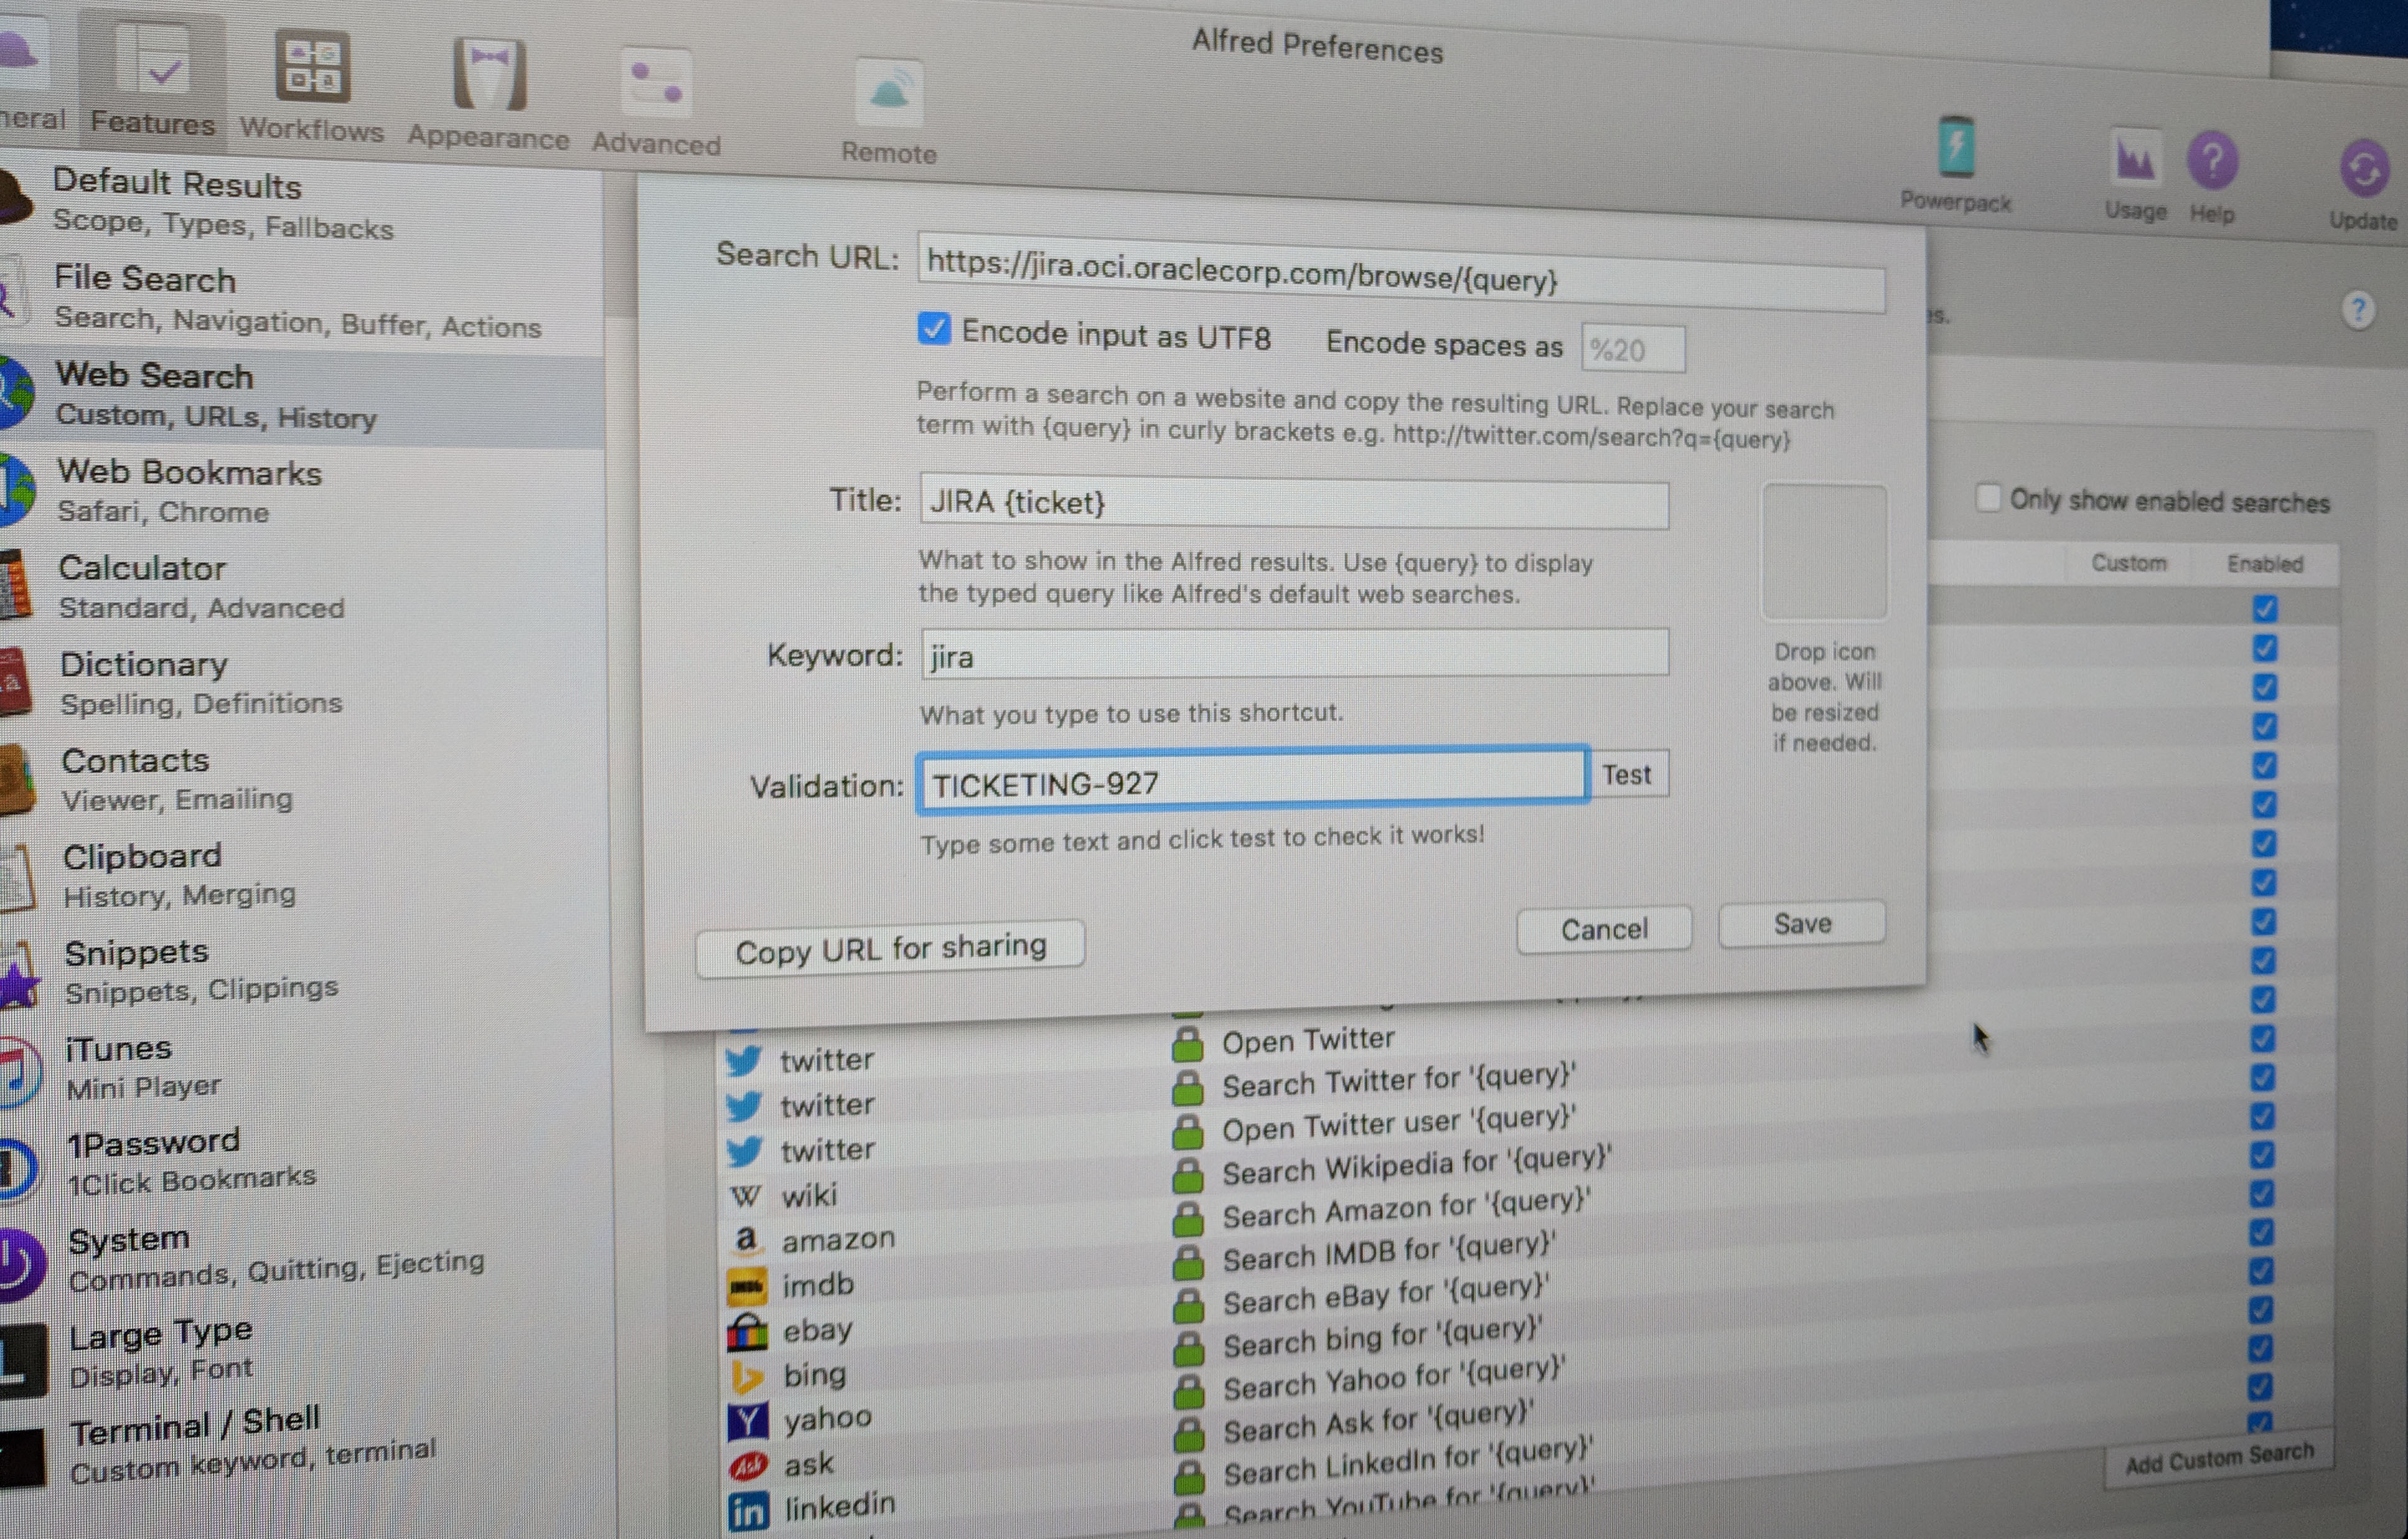 Alfred Preferences
neral
Features
Workflows
Appearance
Advanced
Remote
Powerpack
Usage
Help
Update
Default Results
Scope, Types, Fallbacks
File Search
Search, Navigation, Buffer, Actions
Web Search
Custom, URLs, History
Web Bookmarks
Safari, Chrome
Calculator
Standard, Advanced
Dictionary
Spelling, Definitions
Contacts
Viewer, Emailing
Clipboard
History, Merging
Snippets
Snippets, Clippings
iTunes
Mini Player
1Password
1Click Bookmarks
System
Commands, Quitting, Ejecting
Large Type
Display, Font
Terminal / Shell
Custom keyword, terminal
Search URL: https://jira.oci.oraclecorp.com/browse/{query}
Encode input as UTF8 Encode spaces as %20
Perform a search on a website and copy the resulting URL. Replace your search
term with {query} in curly brackets e.g. http://twitter.com/search?q={query}
Title: JIRA {ticket}
What to show in the Alfred results. Use {query} to display
the typed query like Alfred's default web searches.
Keyword: jira
What you type to use this shortcut.
Validation: TICKETING-927 Test
Type some text and click test to check it works!
Drop icon
above. Will
be resized
if needed.
Copy URL for sharing
Cancel
Save
?
Only show enabled searches
Custom Enabled
twitter Open Twitter
twitter Search Twitter for '{query}'
twitter Open Twitter user '{query}'
wiki Search Wikipedia for '{query}'
amazon Search Amazon for '{query}'
imdb Search IMDB for '{query}'
ebay Search eBay for '{query}'
bing Search bing for '{query}'
yahoo Search Yahoo for '{query}'
ask Search Ask for '{query}'
linkedin Search LinkedIn for '{query}'
Search YouTube for '{query}'
Add Custom Search